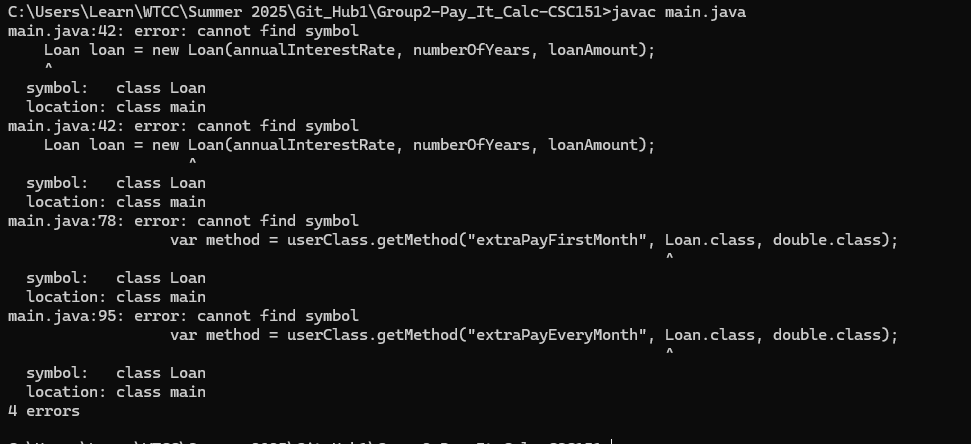 C:\Users\Learn\WTCC\Summer 2025\Git_Hub1\Group2-Pay_It_Calc-CSC151>javac main.java
main.java:42: error: cannot find symbol
    Loan loan = new Loan(annualInterestRate, numberOfYears, loanAmount);
    ^
  symbol:   class Loan
  location: class main
main.java:42: error: cannot find symbol
    Loan loan = new Loan(annualInterestRate, numberOfYears, loanAmount);
                    ^
  symbol:   class Loan
  location: class main
main.java:78: error: cannot find symbol
                  var method = userClass.getMethod("extraPayFirstMonth", Loan.class, double.class);
                                                                         ^
  symbol:   class Loan
  location: class main
main.java:95: error: cannot find symbol
                  var method = userClass.getMethod("extraPayEveryMonth", Loan.class, double.class);
                                                                         ^
  symbol:   class Loan
  location: class main
4 errors